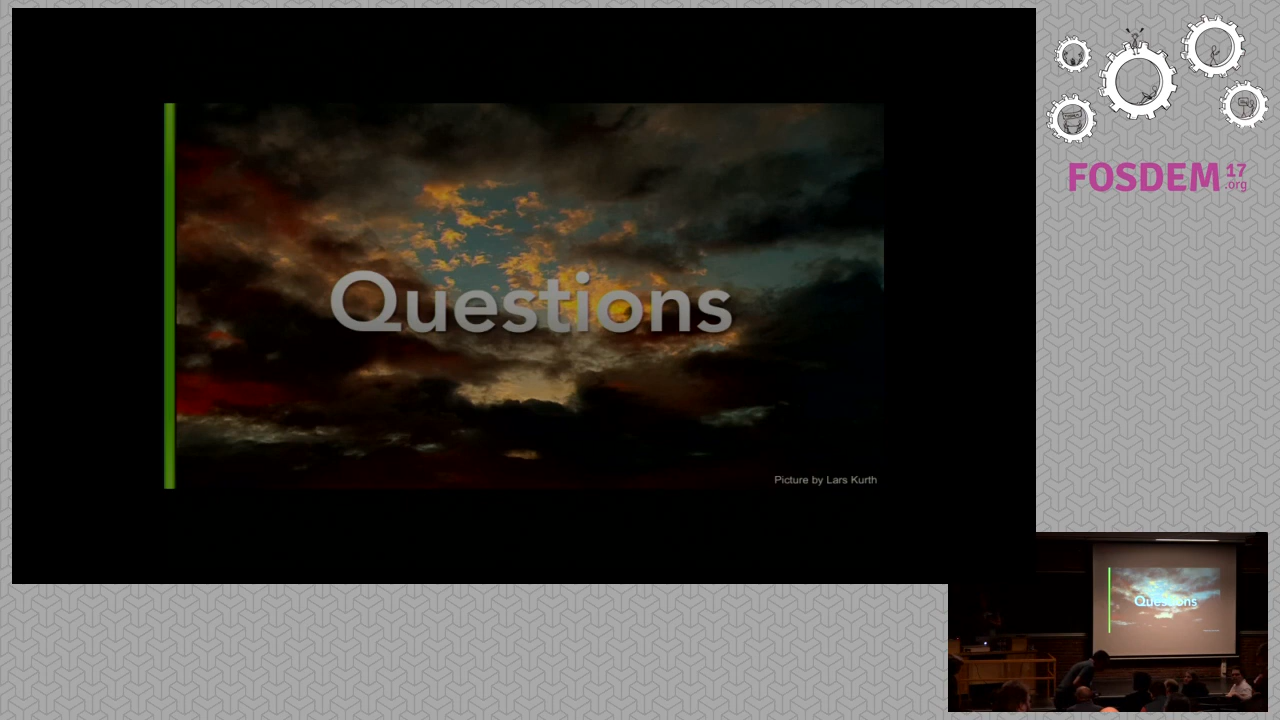 Questions
Picture by Lars Kurth
FOSDEM 17
.org
Questions